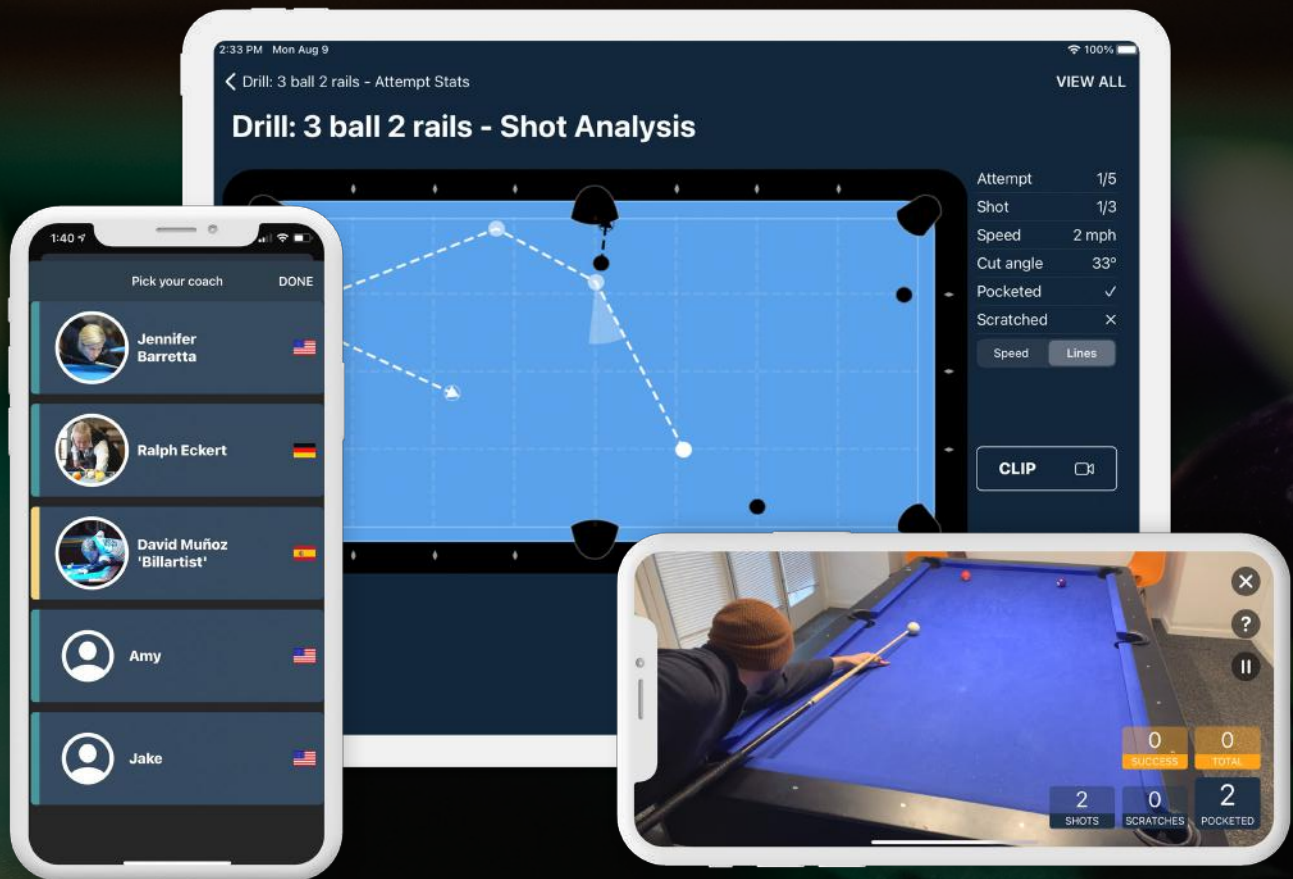 2:33 PM Mon Aug 9
100%
Drill: 3 ball 2 rails - Attempt Stats
VIEW ALL
Drill: 3 ball 2 rails - Shot Analysis
Attempt 1/5
Shot 1/3
Speed 2 mph
Cut angle 33º
Pocketed ✓
Scratched ×
Speed Lines
CLIP
1:40
Pick your coach DONE
Jennifer
Barretta
Ralph Eckert
David Muñoz
'Billartist'
Amy
Jake
?
0 SUCCESS
0 TOTAL
2 SHOTS
0 SCRATCHES
2 POCKETED